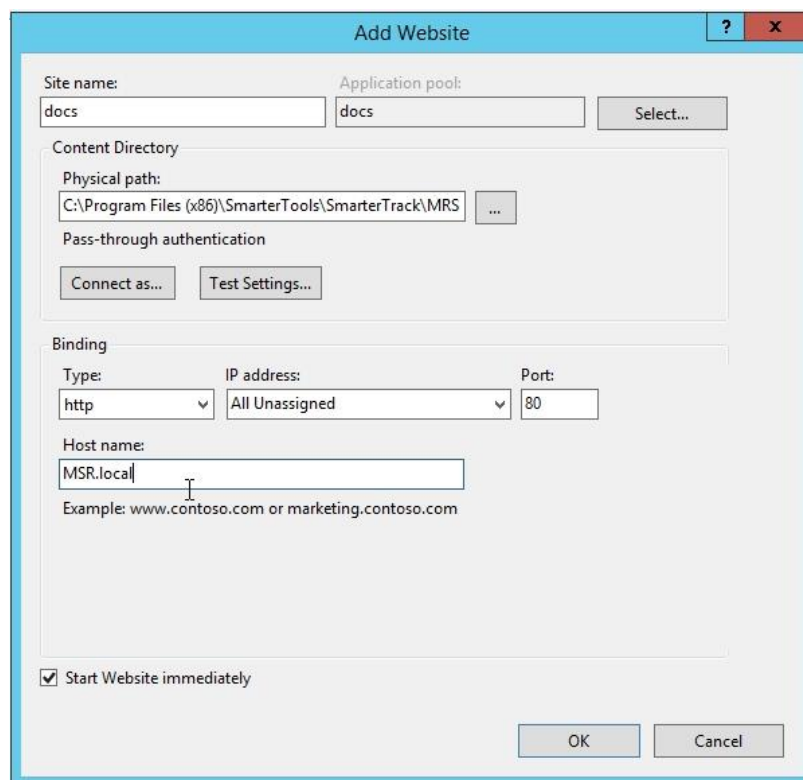 Add Website
? x
Site name: Application pool:
docs docs Select...
Content Directory
Physical path:
C:\Program Files (x86)\SmarterTools\SmarterTrack\MRS ...
Pass-through authentication
Connect as... Test Settings...
Binding
Type: IP address: Port:
http All Unassigned 80
Host name:
MSR.local
Example: www.contoso.com or marketing.contoso.com
Start Website immediately
OK Cancel